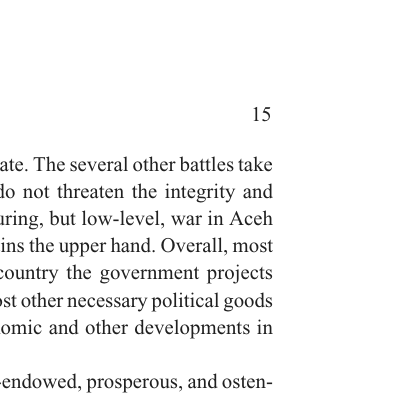 15
ate. The several other battles take
do not threaten the integrity and
uring, but low-level, war in Aceh
ins the upper hand. Overall, most
country the government projects
ost other necessary political goods
nomic and other developments in
-endowed, prosperous, and osten-